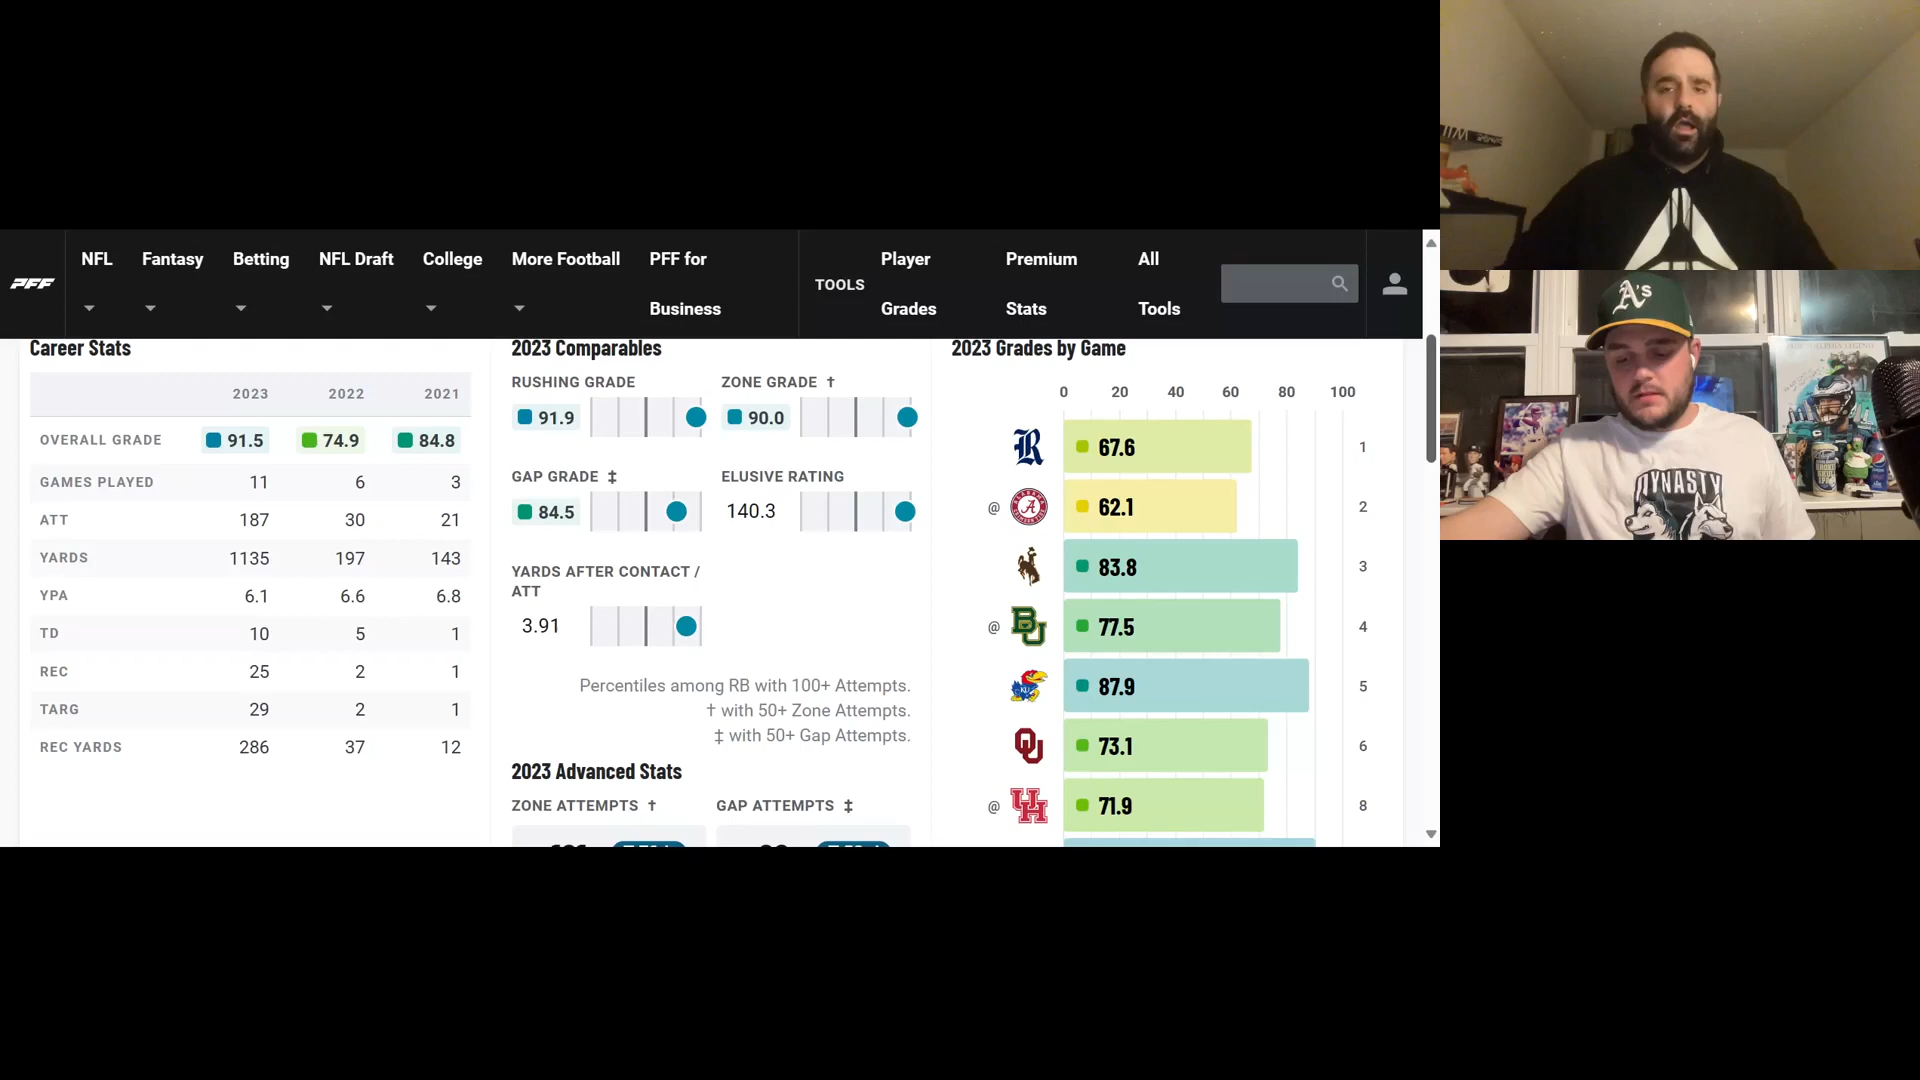 PFF
NFL
Fantasy
Betting
NFL Draft
College
More Football
PFF for
Business
TOOLS
Player
Grades
Premium
Stats
All
Tools
Career Stats
2023 2022 2021
OVERALL GRADE 91.5 74.9 84.8
GAMES PLAYED 11 6 3
ATT 187 30 21
YARDS 1135 197 143
YPA 6.1 6.6 6.8
TD 10 5 1
REC 25 2 1
TARG 29 2 1
REC YARDS 286 37 12
2023 Comparables
RUSHING GRADE
91.9
ZONE GRADE †
90.0
GAP GRADE ‡
84.5
ELUSIVE RATING
140.3
YARDS AFTER CONTACT /
ATT
3.91
Percentiles among RB with 100+ Attempts.
† with 50+ Zone Attempts.
‡ with 50+ Gap Attempts.
2023 Advanced Stats
ZONE ATTEMPTS †
GAP ATTEMPTS ‡
2023 Grades by Game
0 20 40 60 80 100
R 67.6 1
@ 62.1 2
83.8 3
@ BU 77.5 4
KU 87.9 5
OU 73.1 6
@ UH 71.9 8
A's
DYNASTY